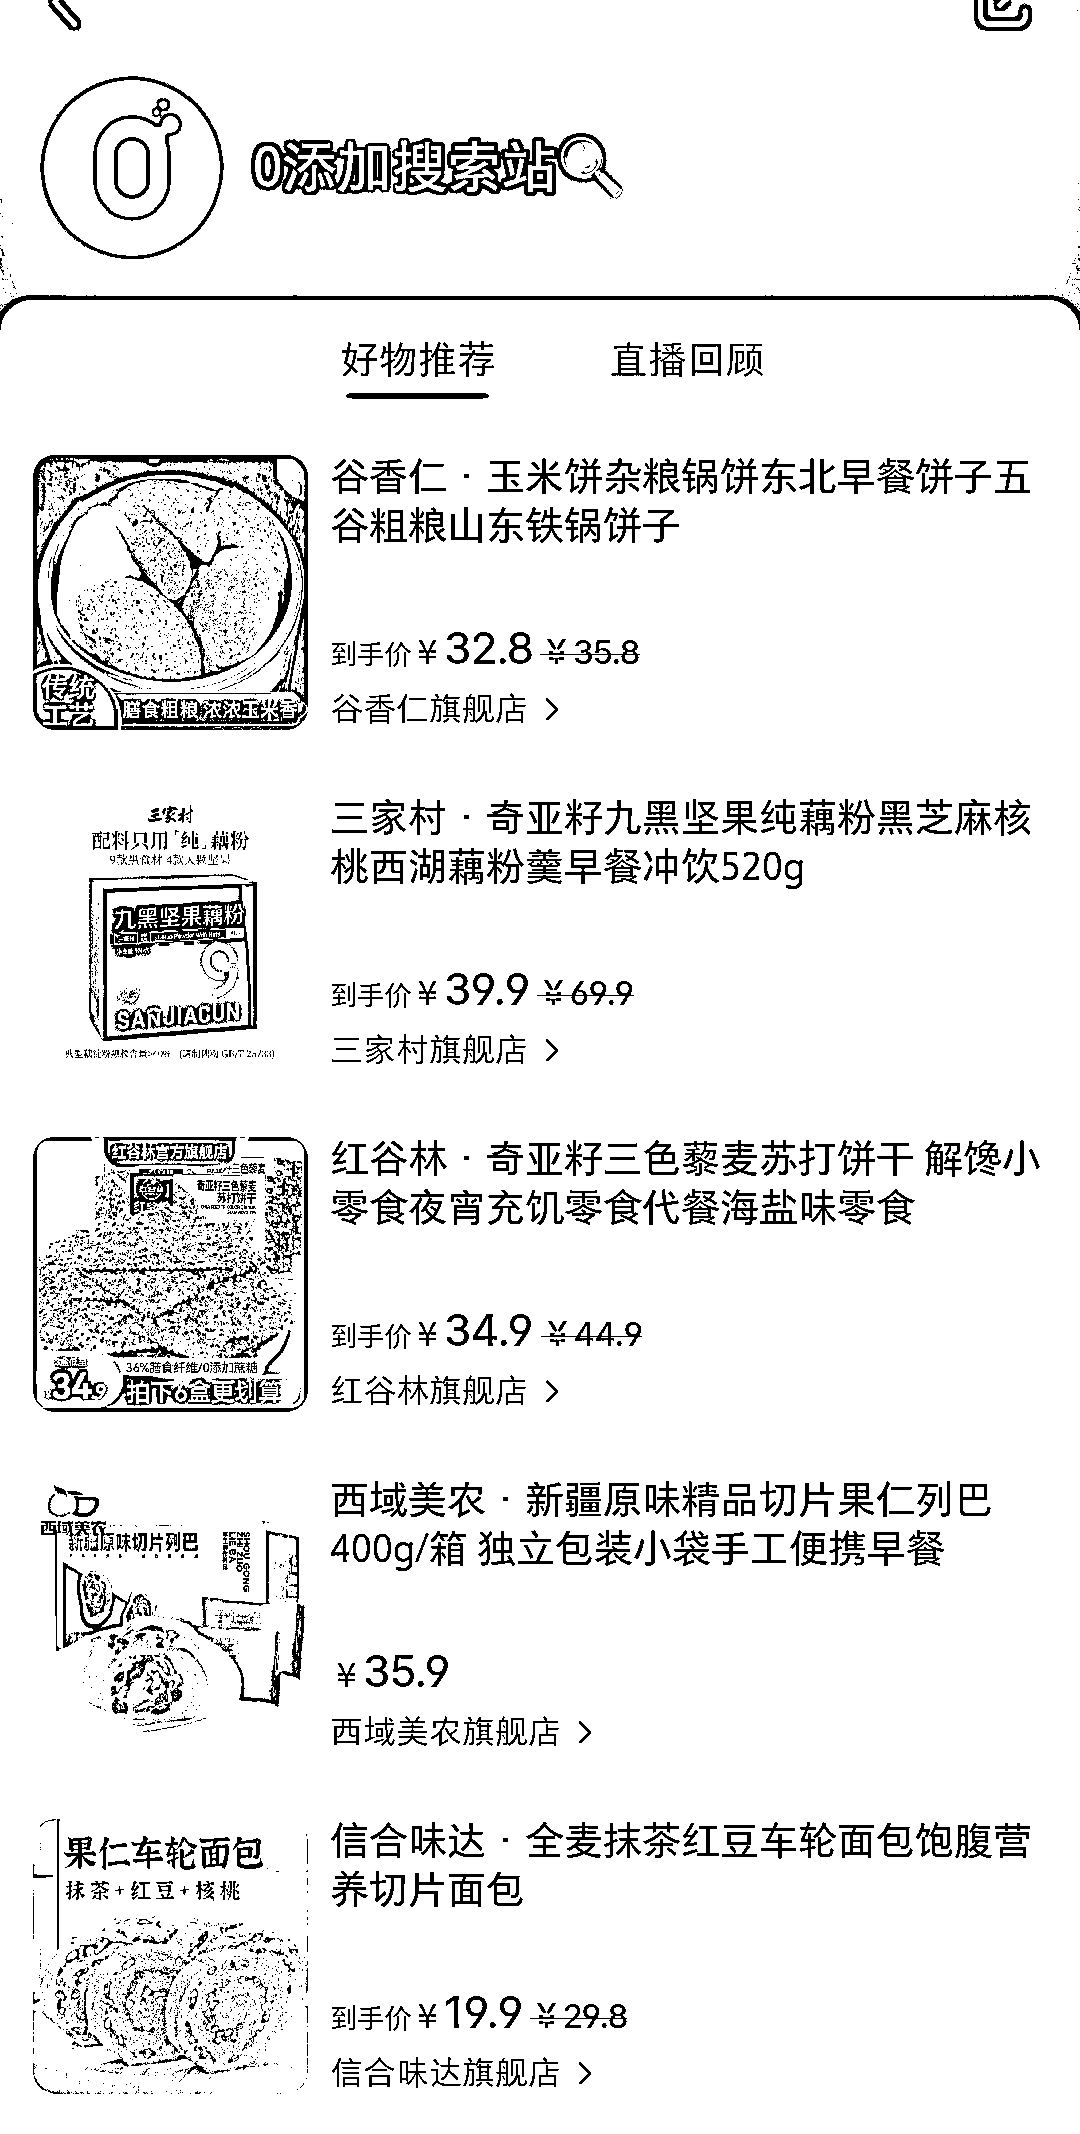 0添加搜索站
好物推荐
直播回顾
谷香仁 · 玉米饼杂粮锅饼东北早餐饼子五
谷粗粮山东铁锅饼子
到手价 ¥ 32.8 ¥ 35.8
谷香仁旗舰店 >
传统
工艺
膳食粗粮 浓浓玉米香
三家村 · 奇亚籽九黑坚果纯藕粉黑芝麻核
桃西湖藕粉羹早餐冲饮520g
到手价 ¥ 39.9 ¥ 69.9
三家村旗舰店 >
三家村
配料只用「纯」藕粉
九黑坚果藕粉
SANJIACUN
红谷林 · 奇亚籽三色藜麦苏打饼干 解馋小
零食夜宵充饥零食代餐海盐味零食
到手价 ¥ 34.9 ¥ 44.9
红谷林旗舰店 >
红谷林官方旗舰店
奇亚籽三色藜麦
苏打饼干
36%膳食纤维/0添加蔗糖
34.9
拍下6盒更划算
西域美农 · 新疆原味精品切片果仁列巴
400g/箱 独立包装小袋手工便携早餐
¥ 35.9
西域美农旗舰店 >
西域美农
新疆原味切片列巴
信合味达 · 全麦抹茶红豆车轮面包饱腹营
养切片面包
到手价 ¥ 19.9 ¥ 29.8
信合味达旗舰店 >
果仁车轮面包
抹茶+红豆+核桃